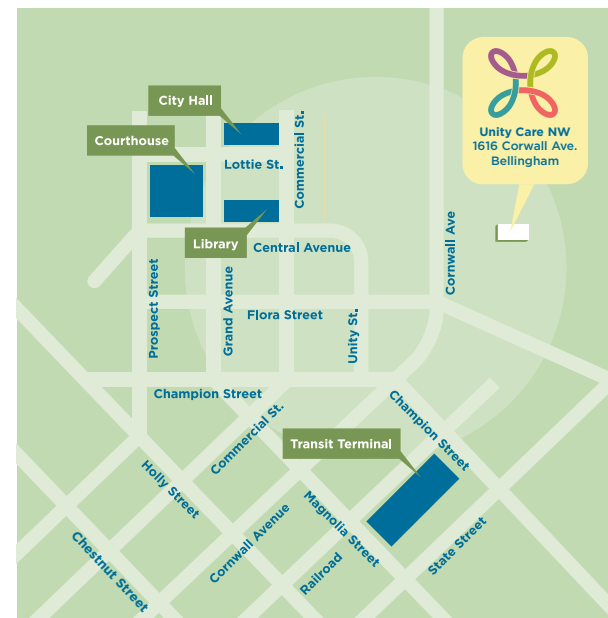 City Hall
Courthouse
Lottie St.
Commercial St.
Library
Central Avenue
Unity Care NW
1616 Corwall Ave.
Bellingham
Cornwall Ave
Prospect Street
Grand Avenue
Flora Street
Unity St.
Champion Street
Commercial St.
Champion Street
Transit Terminal
Holly Street
Magnolia Street
Cornwall Avenue
State Street
Railroad
Chestnut Street